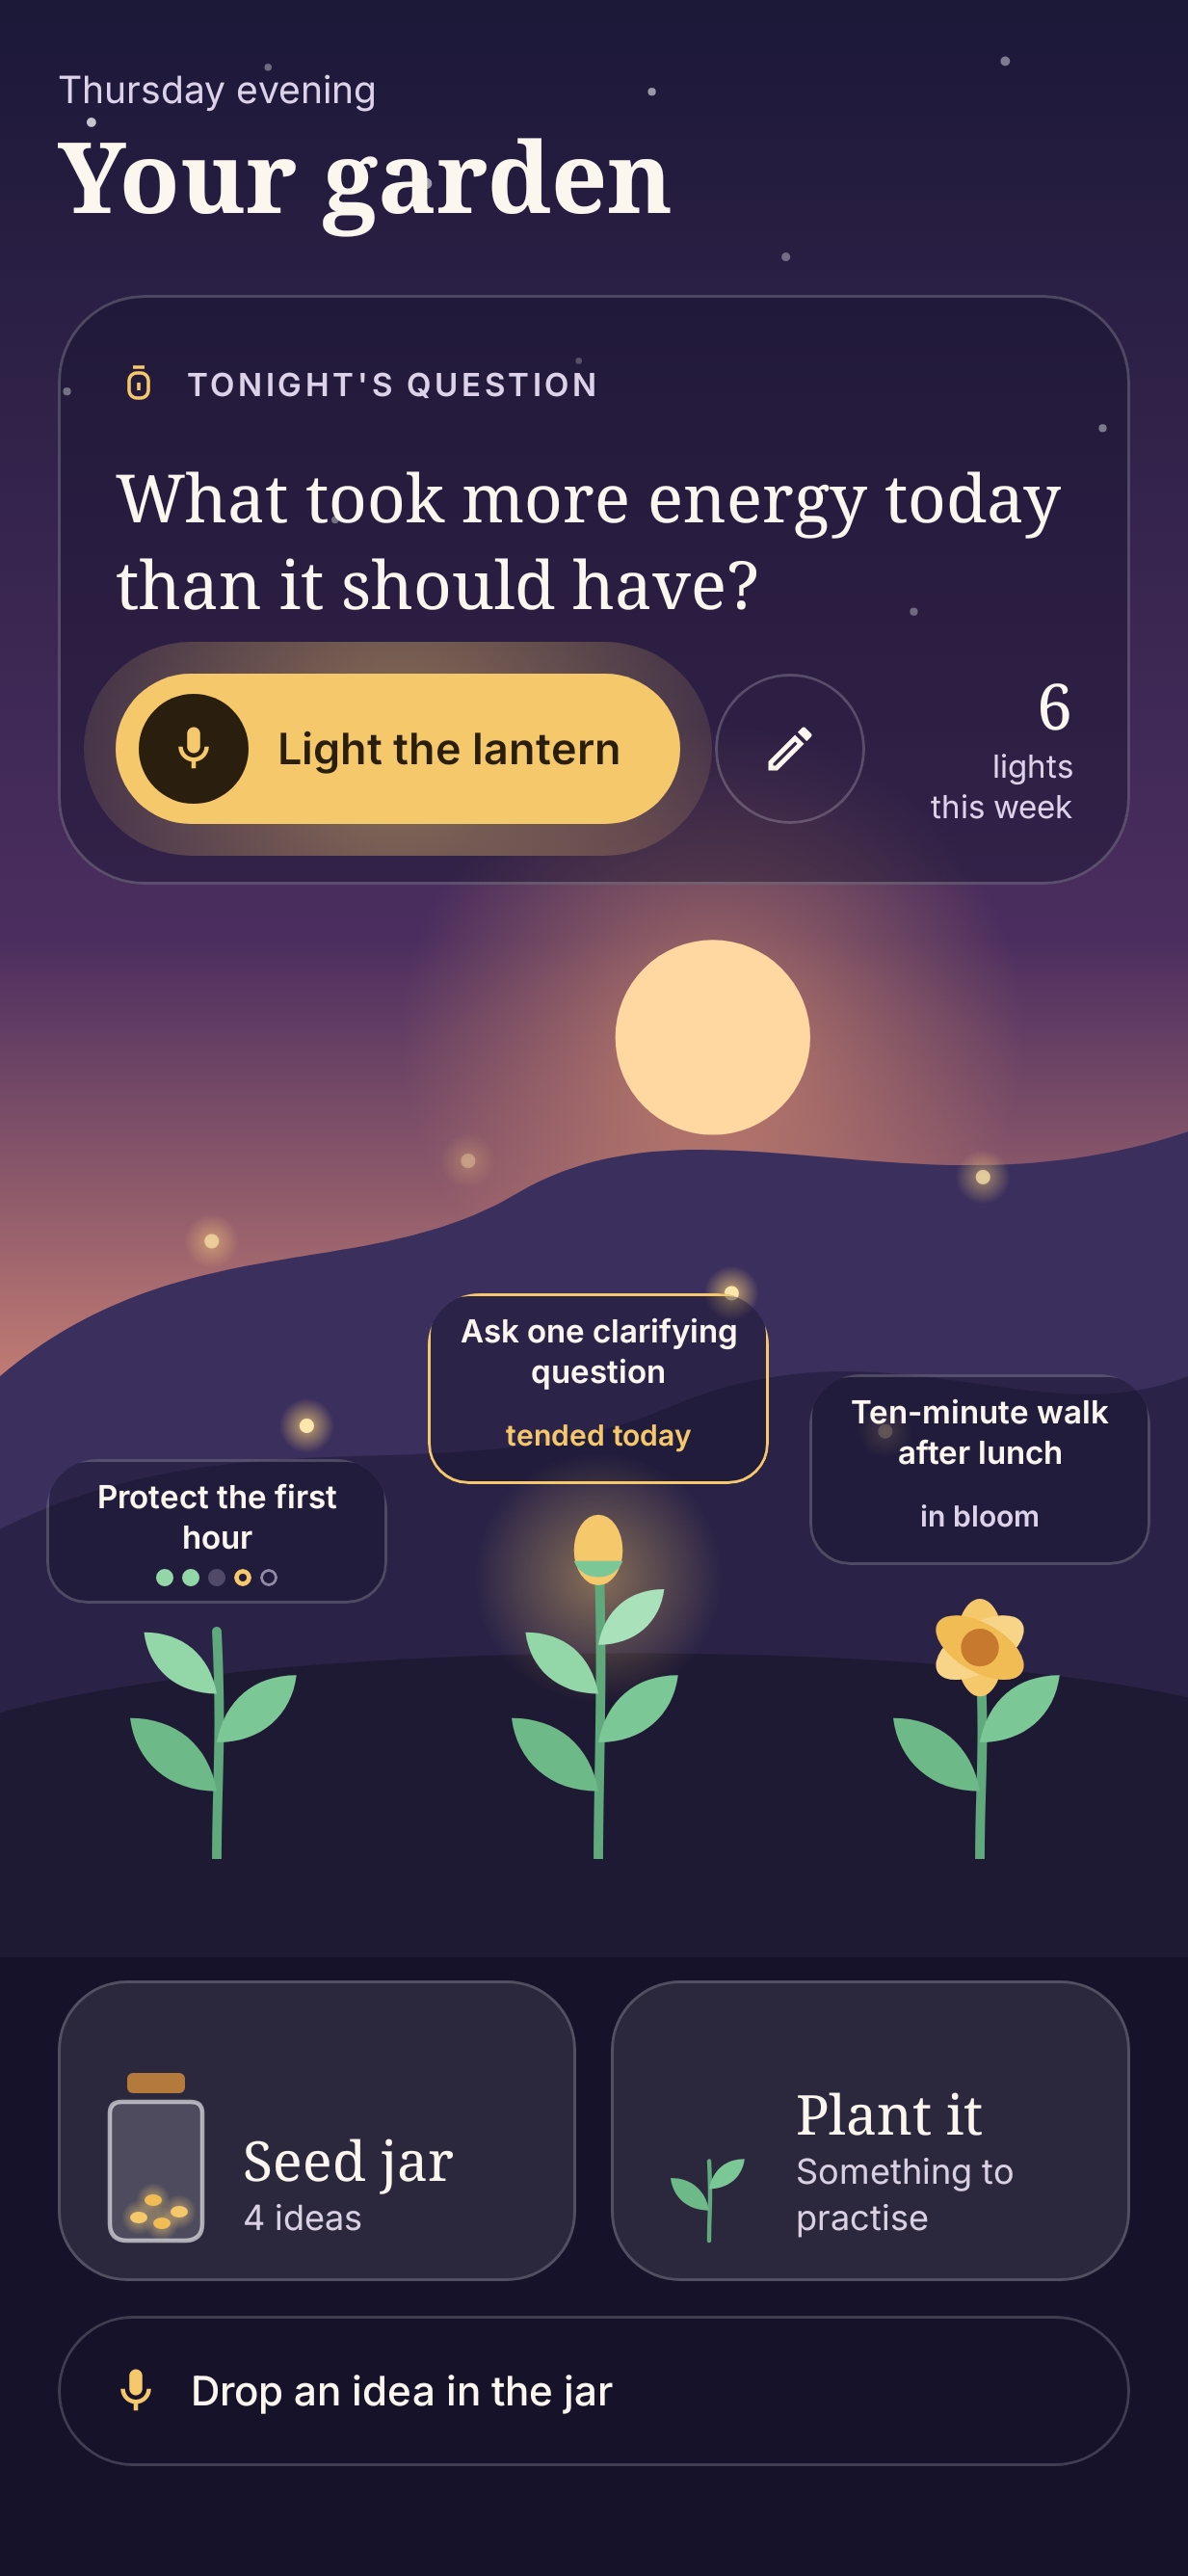 Thursday evening
Your garden
TONIGHT'S QUESTION
What took more energy today
than it should have?
Light the lantern
6
lights
this week
Ask one clarifying
question
tended today
Ten-minute walk
after lunch
in bloom
Protect the first
hour
Seed jar
4 ideas
Plant it
Something to
practise
Drop an idea in the jar